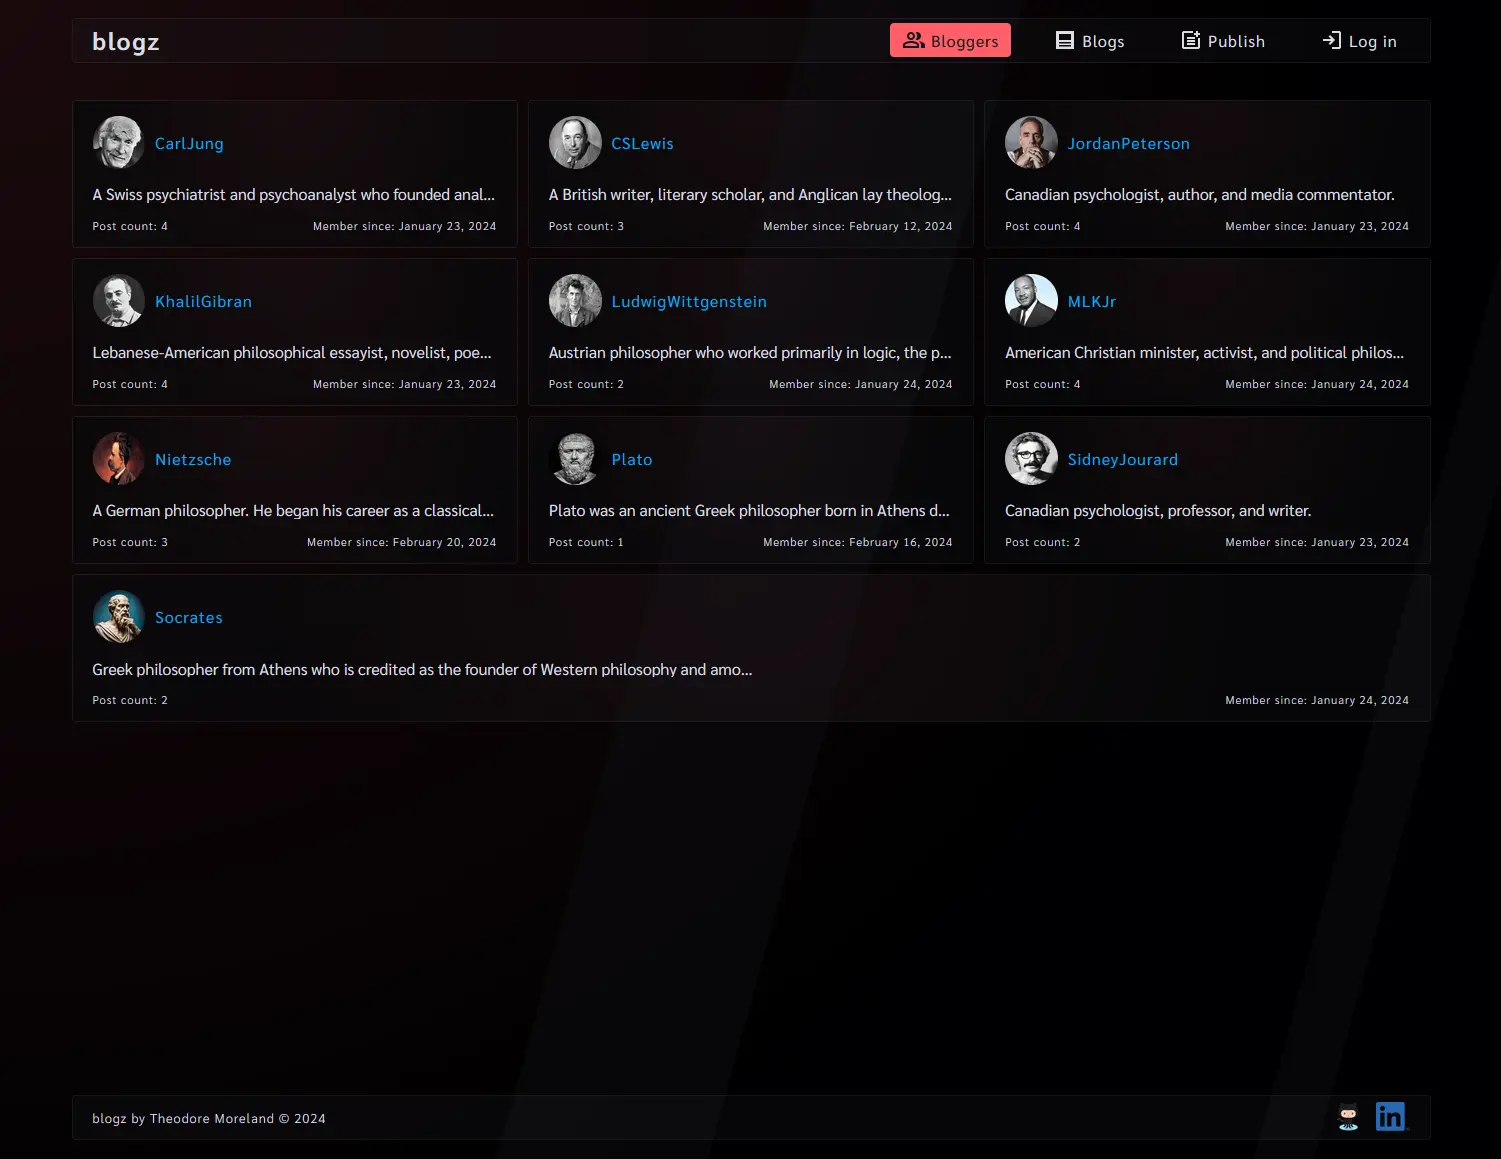 blogz
Bloggers
Blogs
Publish
Log in
CarlJung
A Swiss psychiatrist and psychoanalyst who founded anal...
Post count: 4
Member since: January 23, 2024
CSLewis
A British writer, literary scholar, and Anglican lay theolog...
Post count: 3
Member since: February 12, 2024
JordanPeterson
Canadian psychologist, author, and media commentator.
Post count: 4
Member since: January 23, 2024
KhalilGibran
Lebanese-American philosophical essayist, novelist, poe...
Post count: 4
Member since: January 23, 2024
LudwigWittgenstein
Austrian philosopher who worked primarily in logic, the p...
Post count: 2
Member since: January 24, 2024
MLKJr
American Christian minister, activist, and political philos...
Post count: 4
Member since: January 24, 2024
Nietzsche
A German philosopher. He began his career as a classical...
Post count: 3
Member since: February 20, 2024
Plato
Plato was an ancient Greek philosopher born in Athens d...
Post count: 1
Member since: February 16, 2024
SidneyJourard
Canadian psychologist, professor, and writer.
Post count: 2
Member since: January 23, 2024
Socrates
Greek philosopher from Athens who is credited as the founder of Western philosophy and amo...
Post count: 2
Member since: January 24, 2024
blogz by Theodore Moreland © 2024
in